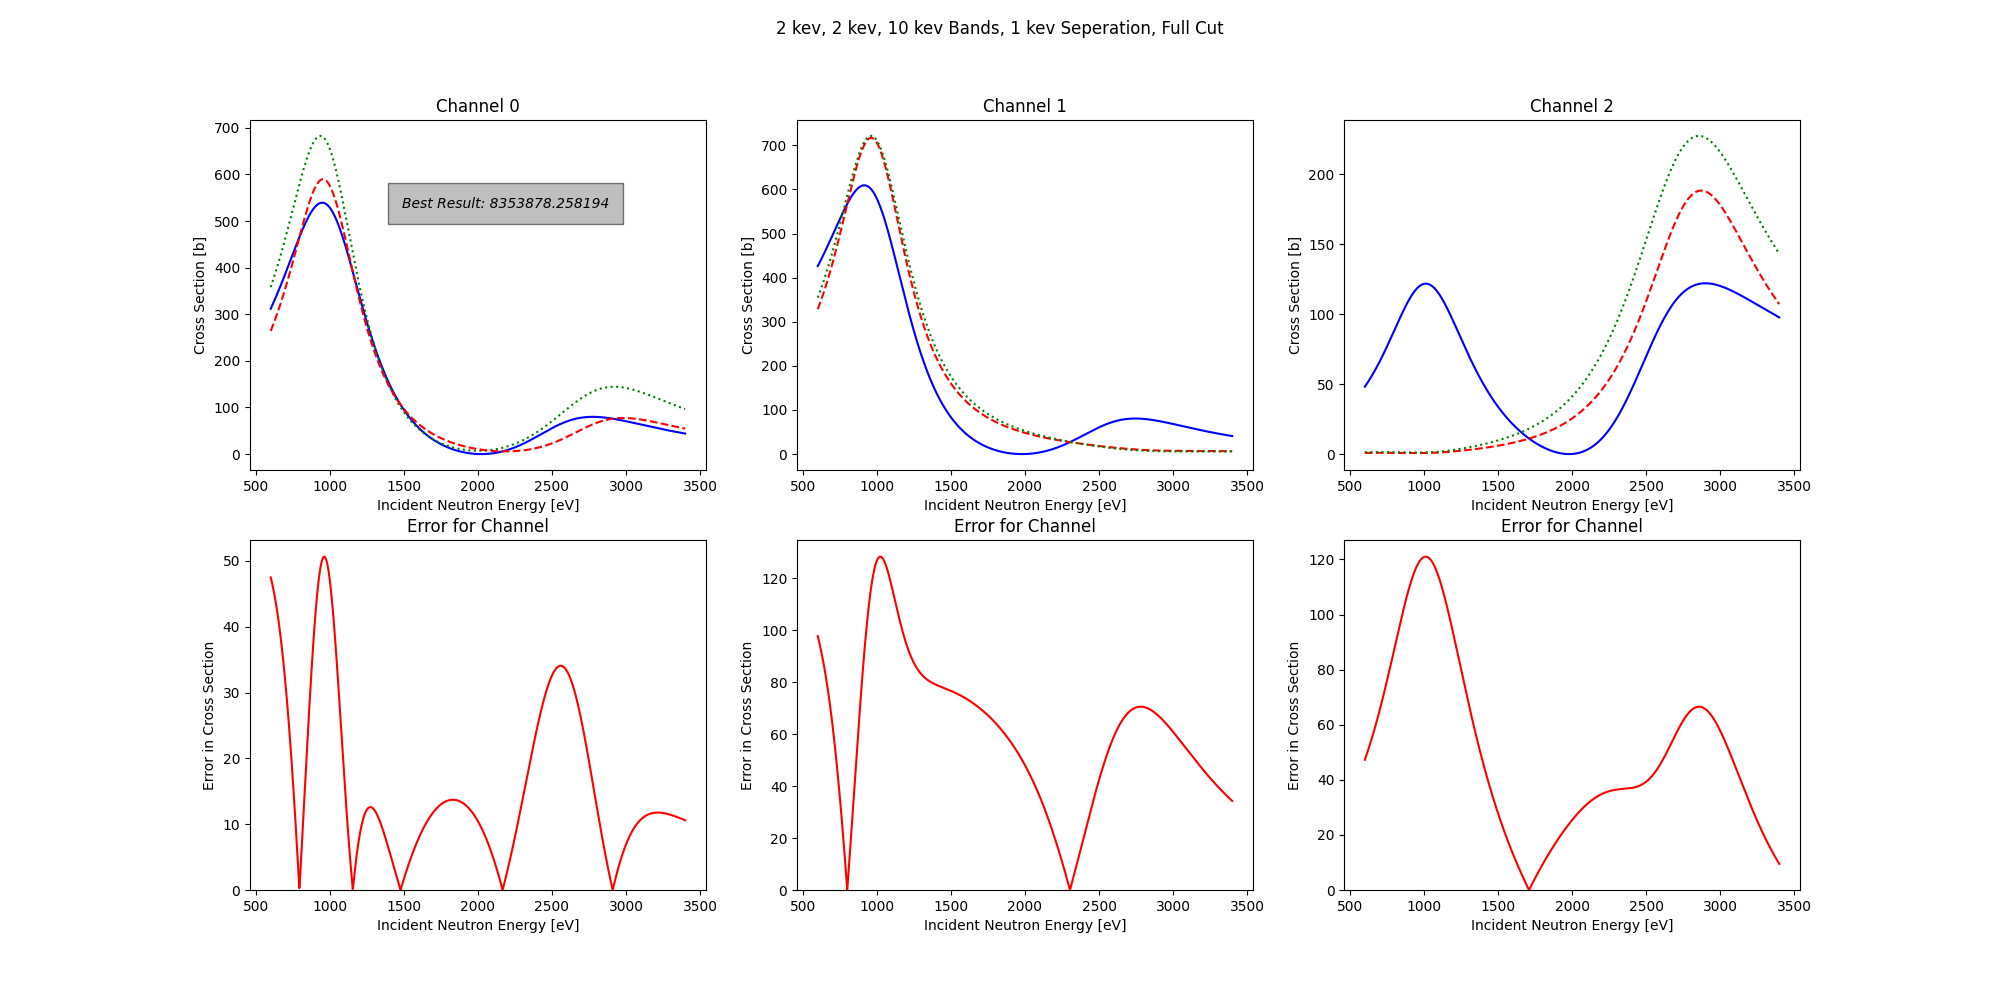 2 kev, 2 kev, 10 kev Bands, 1 kev Seperation, Full Cut
Channel 0
Cross Section [b]
700
600
500
400
300
200
100
0
Best Result: 8353878.258194
500 1000 1500 2000 2500 3000 3500
Incident Neutron Energy [eV]
Channel 1
Cross Section [b]
700
600
500
400
300
200
100
0
500 1000 1500 2000 2500 3000 3500
Incident Neutron Energy [eV]
Channel 2
Cross Section [b]
200
150
100
50
0
500 1000 1500 2000 2500 3000 3500
Incident Neutron Energy [eV]
Error for Channel
Error in Cross Section
50
40
30
20
10
0
500 1000 1500 2000 2500 3000 3500
Incident Neutron Energy [eV]
Error for Channel
Error in Cross Section
120
100
80
60
40
20
0
500 1000 1500 2000 2500 3000 3500
Incident Neutron Energy [eV]
Error for Channel
Error in Cross Section
120
100
80
60
40
20
0
500 1000 1500 2000 2500 3000 3500
Incident Neutron Energy [eV]